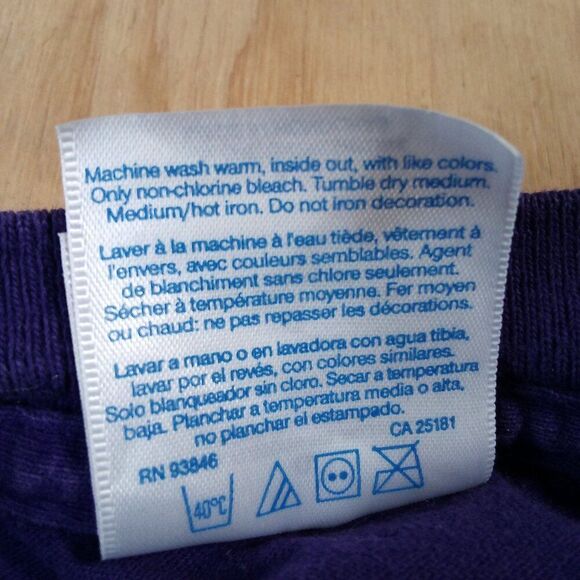 Machine wash warm, inside out, with like colors.
Only non-chlorine bleach. Tumble dry medium.
Medium/hot iron. Do not iron decoration.
Laver à la machine à l'eau tiède, vêtement à
l'envers, avec couleurs semblables. Agent
de blanchiment sans chlore seulement.
Sécher à température moyenne. Fer moyen
ou chaud: ne pas repasser les décorations.
Lavar a mano o en lavadora con agua tibia,
lavar por el revés, con colores similares.
Solo blanqueador sin cloro. Secar a temperatura
baja. Planchar a temperatura media o alta,
no planchar el estampado.
RN 93846 CA 25181
40°C